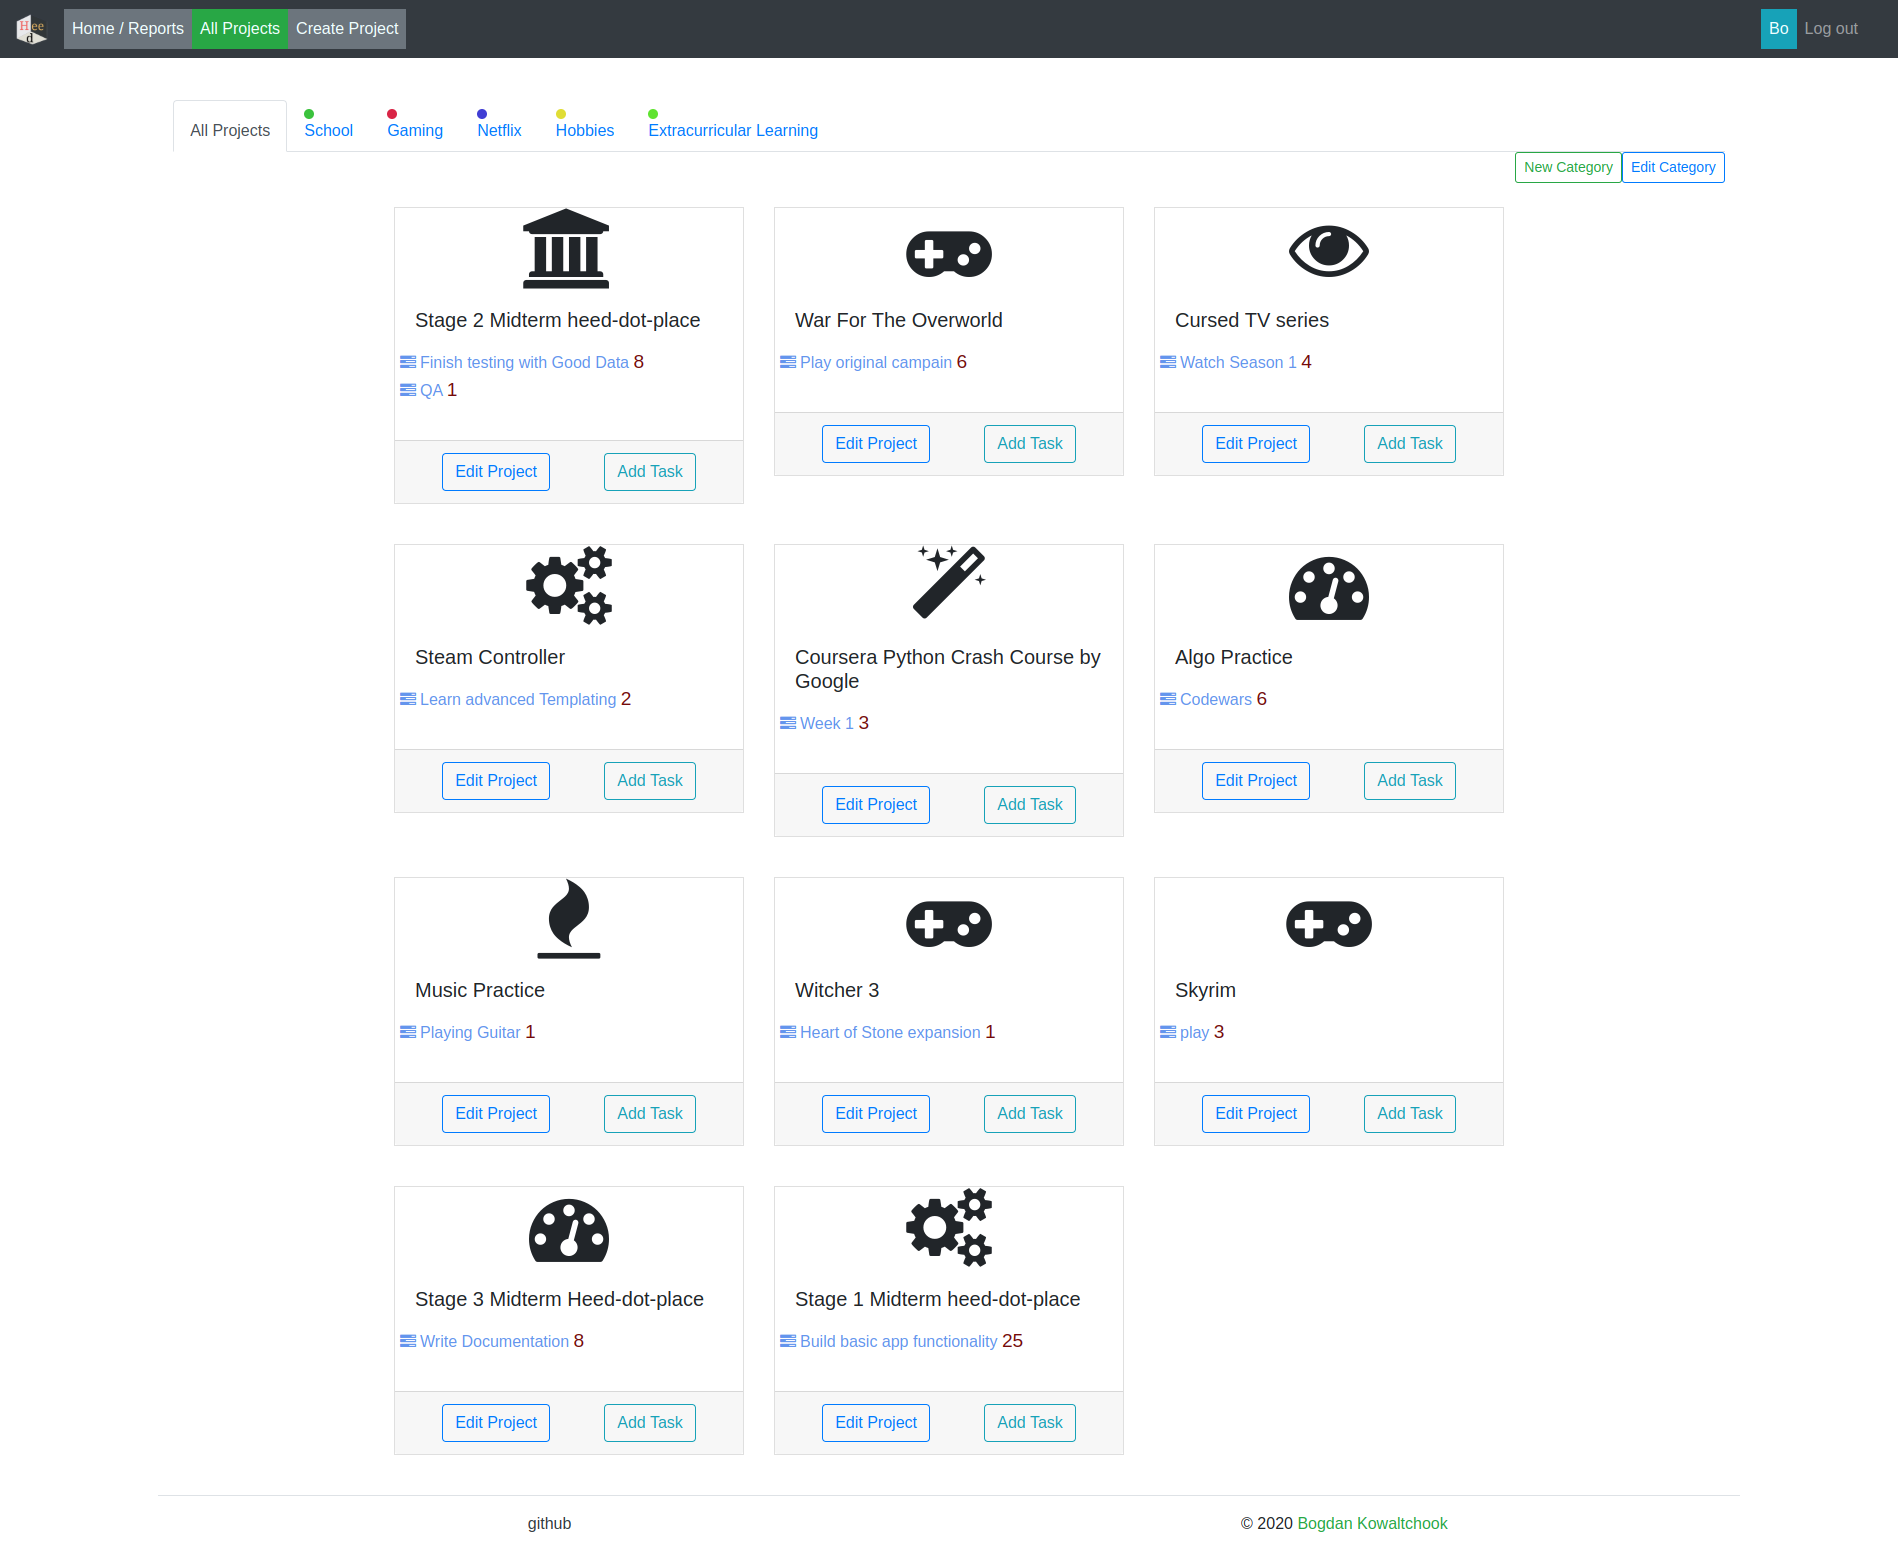 Heed
Home / Reports All Projects Create Project Bo Log out
All Projects School Gaming Netflix Hobbies Extracurricular Learning
New Category Edit Category
Stage 2 Midterm heed-dot-place
Finish testing with Good Data 8
QA 1
Edit Project Add Task
War For The Overworld
Play original campain 6
Edit Project Add Task
Cursed TV series
Watch Season 1 4
Edit Project Add Task
Steam Controller
Learn advanced Templating 2
Edit Project Add Task
Coursera Python Crash Course by
Google
Week 1 3
Edit Project Add Task
Algo Practice
Codewars 6
Edit Project Add Task
Music Practice
Playing Guitar 1
Edit Project Add Task
Witcher 3
Heart of Stone expansion 1
Edit Project Add Task
Skyrim
play 3
Edit Project Add Task
Stage 3 Midterm Heed-dot-place
Write Documentation 8
Edit Project Add Task
Stage 1 Midterm heed-dot-place
Build basic app functionality 25
Edit Project Add Task
github © 2020 Bogdan Kowaltchook